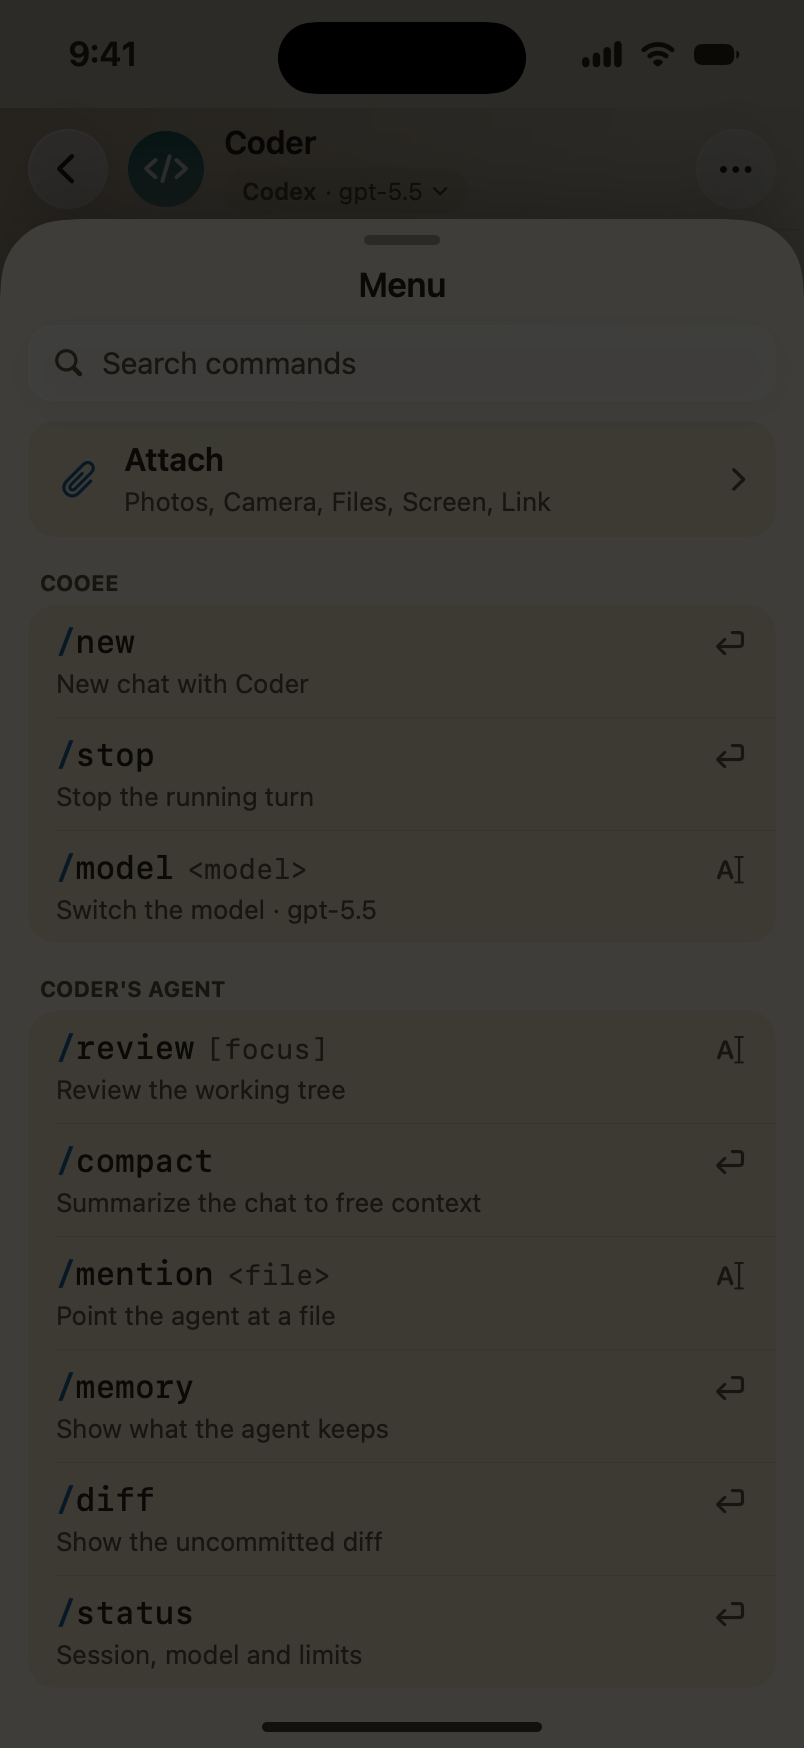 9:41
Coder
Codex · gpt-5.5
Menu
Search commands
Attach
Photos, Camera, Files, Screen, Link
COOEE
/new
New chat with Coder
/stop
Stop the running turn
/model <model>
Switch the model · gpt-5.5
CODER'S AGENT
/review [focus]
Review the working tree
/compact
Summarize the chat to free context
/mention <file>
Point the agent at a file
/memory
Show what the agent keeps
/diff
Show the uncommitted diff
/status
Session, model and limits